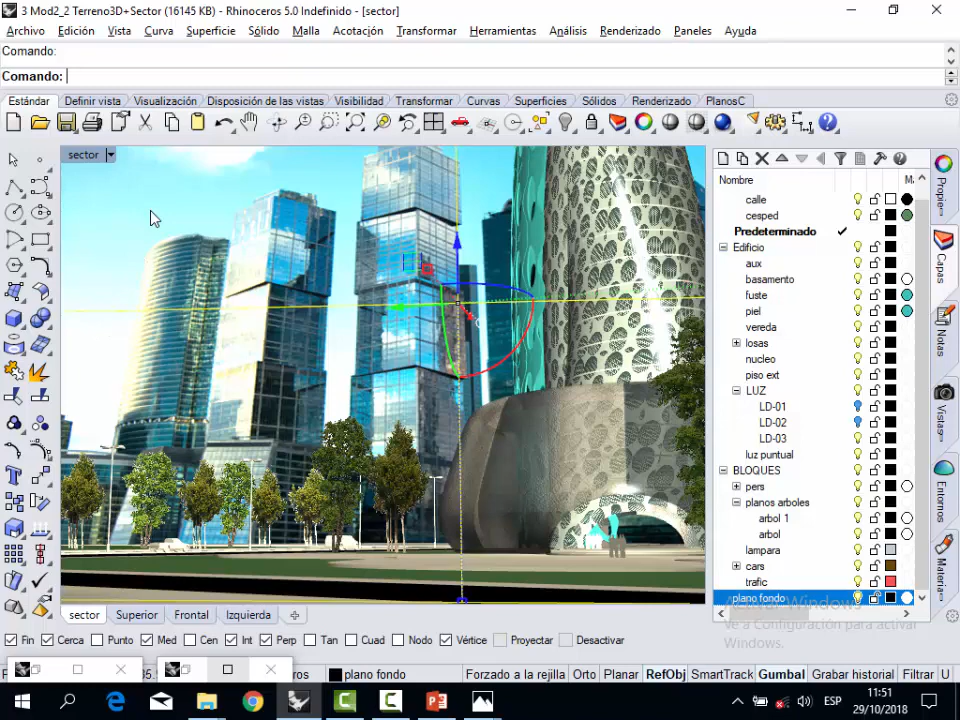 3 Mod2_2 Terreno3D+Sector (16145 KB) - Rhinoceros 5.0 Indefinido - [sector]
Archivo Edición Vista Curva Superficie Sólido Malla Acotación Transformar Herramientas Análisis Renderizado Paneles Ayuda
Comando:
Comando:
Estándar Definir vista Visualización Disposición de las vistas Visibilidad Transformar Curvas Superficies Sólidos Renderizado PlanosC
sector
Nombre
calle
cesped
Predeterminado
Edificio
aux
basamento
fuste
piel
vereda
losas
nucleo
piso ext
LUZ
LD-01
LD-02
LD-03
luz puntual
BLOQUES
pers
planos arboles
arbol 1
arbol
lampara
cars
trafic
plano fondo
Capas
Notas
Entornos
Activar Windows
Ve a Configuración para activar
Windows.
sector Superior Frontal Izquierda
Fin Cerca Punto Med Cen Int Perp Tan Cuad Nodo Vértice Proyectar Desactivar
plano fondo Forzado a la rejilla Orto Planar RefObj SmartTrack Gumbal Grabar historial Filtrar
ESP
11:51
29/10/2018